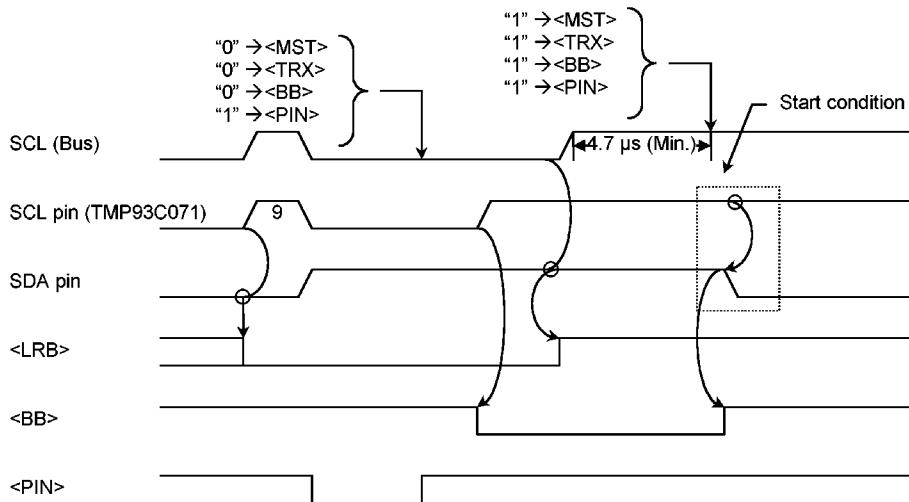 “0” →<MST>
“0” →<TRX>
“0” →<BB>
“1” →<PIN>
“1” →<MST>
“1” →<TRX>
“1” →<BB>
“1” →<PIN>
Start condition
SCL (Bus)
4.7 μs (Min.)
SCL pin (TMP93C071)
9
SDA pin
<LRB>
<BB>
<PIN>